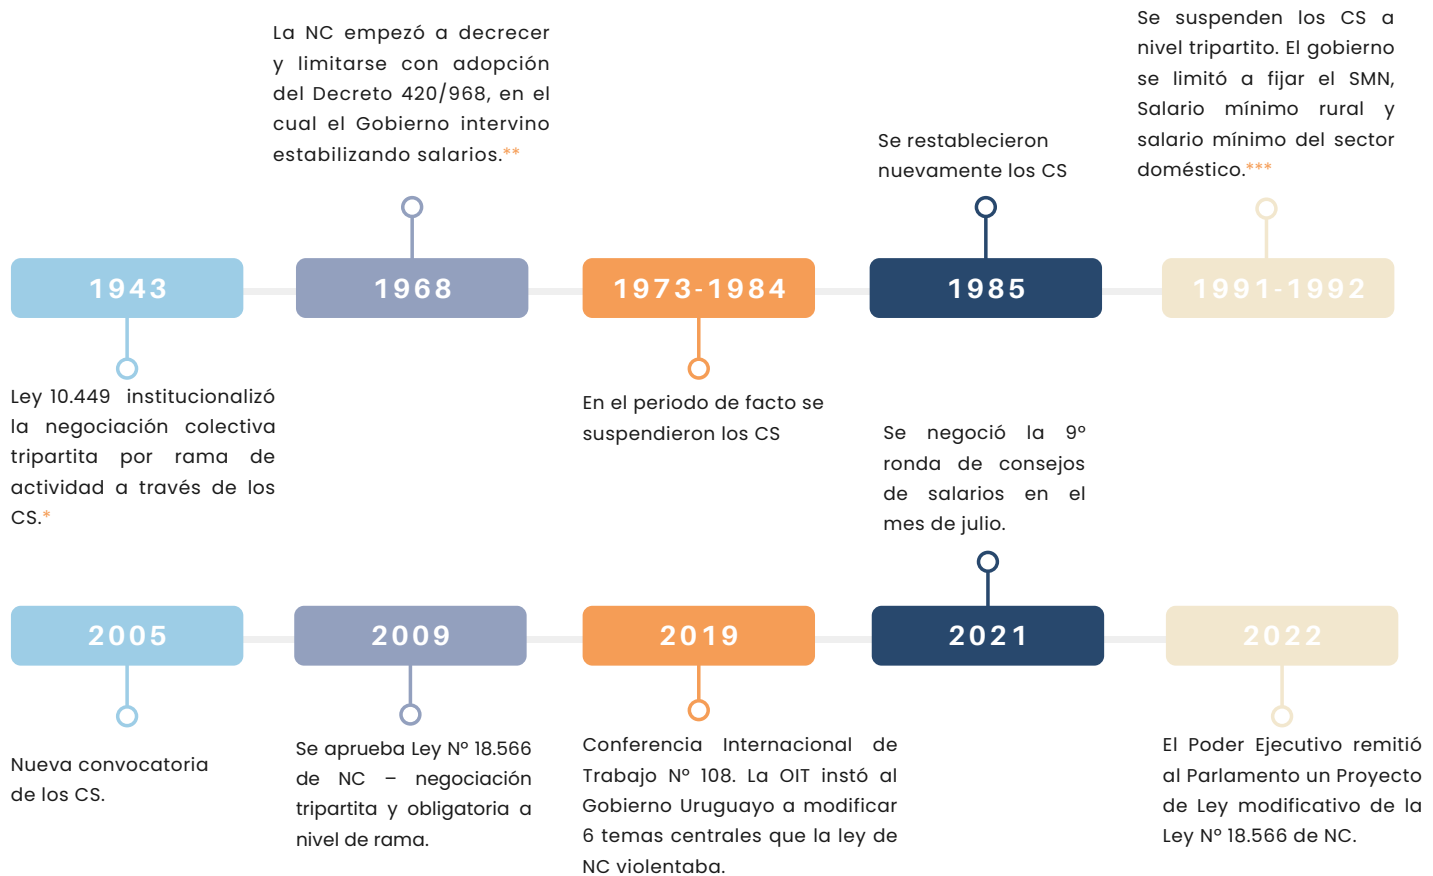 La NC empezó a decrecer
y limitarse con adopción
del Decreto 420/968, en el
cual el Gobierno intervino
estabilizando salarios.**
Se restablecieron
nuevamente los CS
Se suspenden los CS a
nivel tripartito. El gobierno
se limitó a fijar el SMN,
Salario mínimo rural y
salario mínimo del sector
doméstico.***
1943
1968
1973-1984
1985
1991-1992
Ley 10.449 institucionalizó
la negociación colectiva
tripartita por rama de
actividad a través de los
CS.*
En el periodo de facto se
suspendieron los CS
Se negoció la 9º
ronda de consejos
de salarios en el
mes de julio.
2005
2009
2019
2021
2022
Nueva convocatoria
de los CS.
Se aprueba Ley Nº 18.566
de NC – negociación
tripartita y obligatoria a
nivel de rama.
Conferencia Internacional de
Trabajo Nº 108. La OIT instó al
Gobierno Uruguayo a modificar
6 temas centrales que la ley de
NC violentaba.
El Poder Ejecutivo remitió
al Parlamento un Proyecto
de Ley modificativo de la
Ley Nº 18.566 de NC.